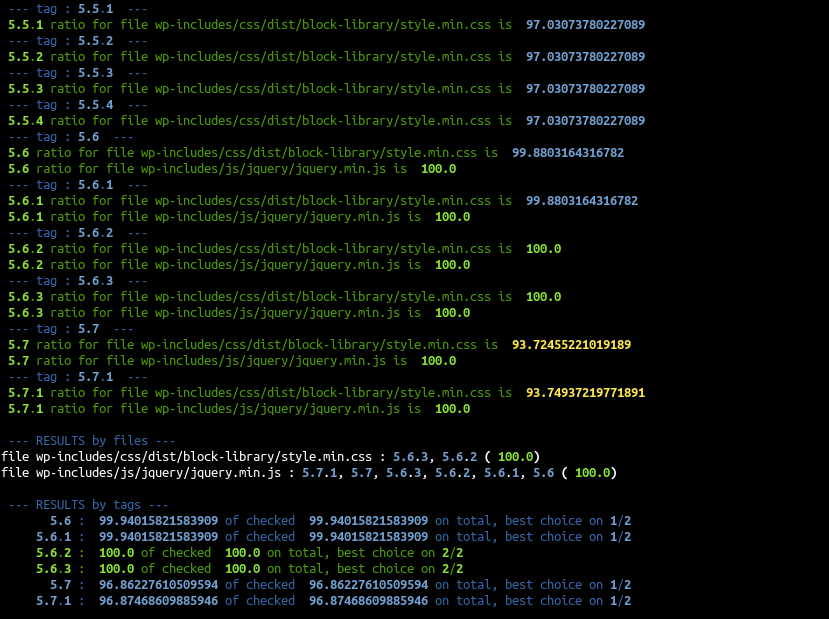 --- tag : 5.5.1 ---
5.5.1 ratio for file wp-includes/css/dist/block-library/style.min.css is 97.03073780227089
--- tag : 5.5.2 ---
5.5.2 ratio for file wp-includes/css/dist/block-library/style.min.css is 97.03073780227089
--- tag : 5.5.3 ---
5.5.3 ratio for file wp-includes/css/dist/block-library/style.min.css is 97.03073780227089
--- tag : 5.5.4 ---
5.5.4 ratio for file wp-includes/css/dist/block-library/style.min.css is 97.03073780227089
--- tag : 5.6 ---
5.6 ratio for file wp-includes/css/dist/block-library/style.min.css is 99.8803164316782
5.6 ratio for file wp-includes/js/jquery/jquery.min.js is 100.0
--- tag : 5.6.1 ---
5.6.1 ratio for file wp-includes/css/dist/block-library/style.min.css is 99.8803164316782
5.6.1 ratio for file wp-includes/js/jquery/jquery.min.js is 100.0
--- tag : 5.6.2 ---
5.6.2 ratio for file wp-includes/css/dist/block-library/style.min.css is 100.0
5.6.2 ratio for file wp-includes/js/jquery/jquery.min.js is 100.0
--- tag : 5.6.3 ---
5.6.3 ratio for file wp-includes/css/dist/block-library/style.min.css is 100.0
5.6.3 ratio for file wp-includes/js/jquery/jquery.min.js is 100.0
--- tag : 5.7 ---
5.7 ratio for file wp-includes/css/dist/block-library/style.min.css is 93.72455221019189
5.7 ratio for file wp-includes/js/jquery/jquery.min.js is 100.0
--- tag : 5.7.1 ---
5.7.1 ratio for file wp-includes/css/dist/block-library/style.min.css is 93.74937219771891
5.7.1 ratio for file wp-includes/js/jquery/jquery.min.js is 100.0
--- RESULTS by files ---
file wp-includes/css/dist/block-library/style.min.css : 5.6.3, 5.6.2 ( 100.0)
file wp-includes/js/jquery/jquery.min.js : 5.7.1, 5.7, 5.6.3, 5.6.2, 5.6.1, 5.6 ( 100.0)
--- RESULTS by tags ---
5.6 : 99.94015821583909 of checked 99.94015821583909 on total, best choice on 1/2
5.6.1 : 99.94015821583909 of checked 99.94015821583909 on total, best choice on 1/2
5.6.2 : 100.0 of checked 100.0 on total, best choice on 2/2
5.6.3 : 100.0 of checked 100.0 on total, best choice on 2/2
5.7 : 96.86227610509594 of checked 96.86227610509594 on total, best choice on 1/2
5.7.1 : 96.87468609885946 of checked 96.87468609885946 on total, best choice on 1/2